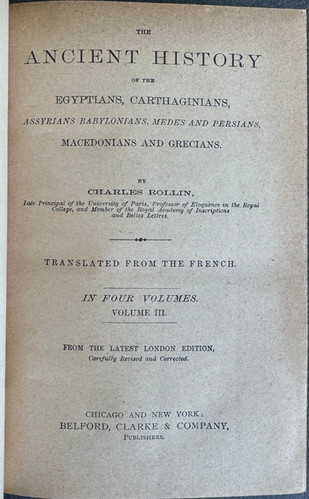 THE
ANCIENT HISTORY
OF THE
EGYPTIANS, CARTHAGINIANS,
ASSYRIANS BABYLONIANS, MEDES AND PERSIANS,
MACEDONIANS AND GRECIANS.
BY
CHARLES ROLLIN,
Late Principal of the University of Paris, Professor of Eloquence in the Royal
College, and Member of the Royal Academy of Inscriptions
and Belles Lettres.
TRANSLATED FROM THE FRENCH.
IN FOUR VOLUMES.
VOLUME III.
FROM THE LATEST LONDON EDITION,
Carefully Revised and Corrected.
CHICAGO AND NEW YORK:
BELFORD, CLARKE & COMPANY,
PUBLISHERS.